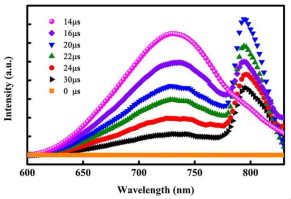 Intensity (a.u.)
14μs
16μs
20μs
22μs
24μs
30μs
0 μs
600 650 700 750 800
Wavelength (nm)